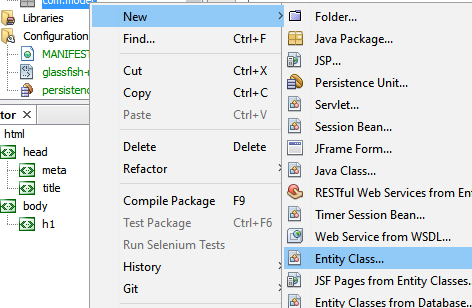 com.model
Libraries
Configuration
MANIFEST
glassfish-
persistenc
tor
html
head
meta
title
body
h1
New
Find... Ctrl+F
Cut Ctrl+X
Copy Ctrl+C
Paste Ctrl+V
Delete Delete
Refactor
Compile Package F9
Test Package Ctrl+F6
Run Selenium Tests
History
Git
Folder...
Java Package...
JSP...
Persistence Unit...
Servlet...
Session Bean...
JFrame Form...
Java Class...
RESTful Web Services from Ent
Timer Session Bean...
Web Service from WSDL...
Entity Class...
JSF Pages from Entity Classes.
Entity Classes from Database.